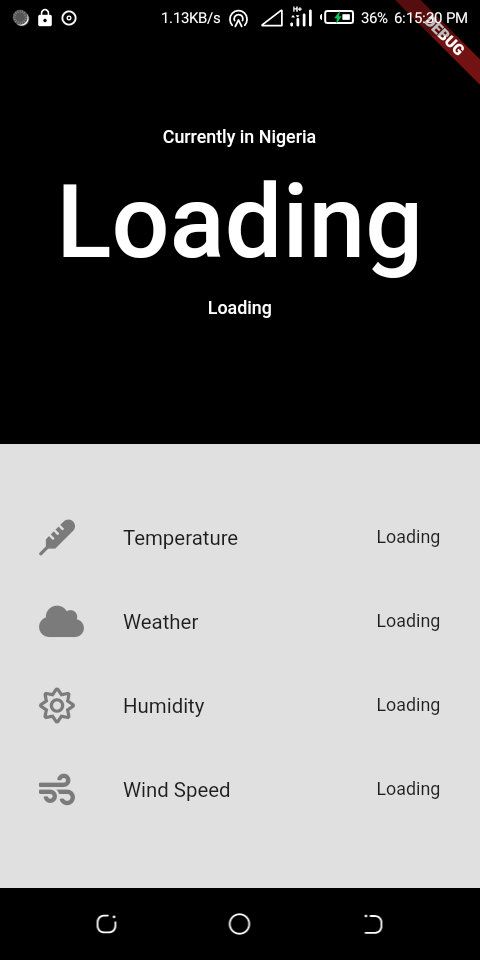 1.13KB/s H+ 36% 6:15:20 PM
DEBUG
Currently in Nigeria
Loading
Loading
Temperature Loading
Weather Loading
Humidity Loading
Wind Speed Loading